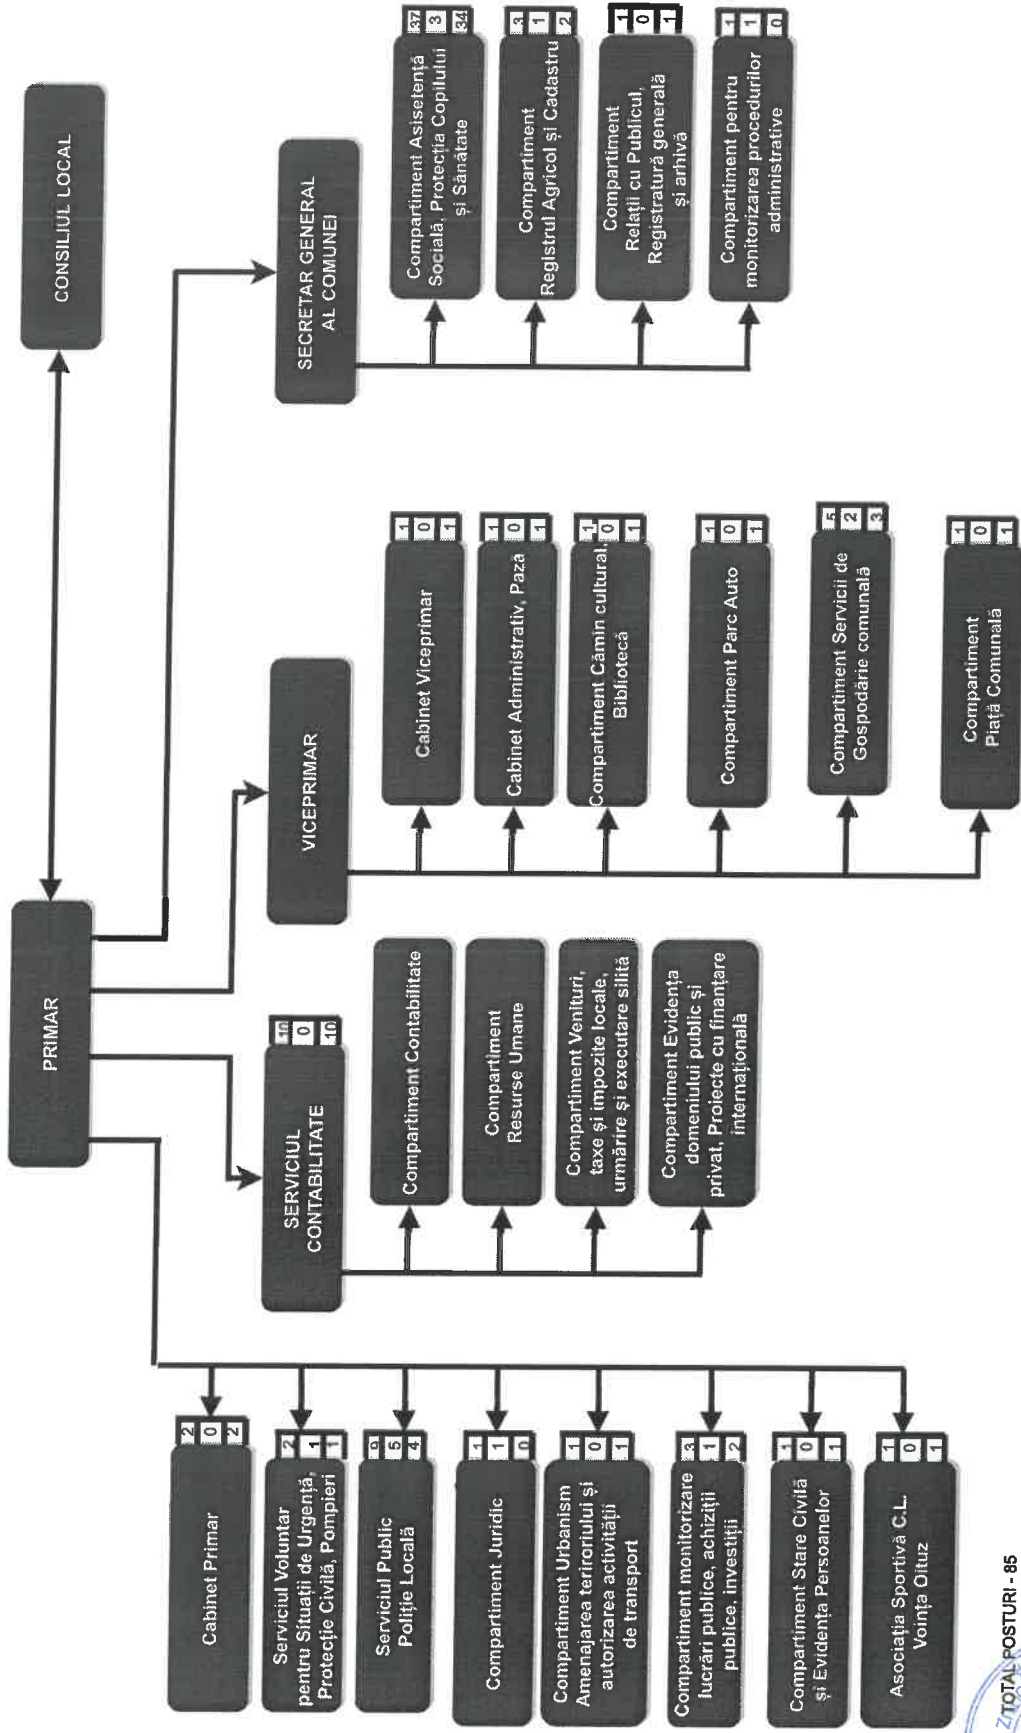 CONSILIUL LOCAL
PRIMAR
SECRETAR GENERAL
AL COMUNEI
VICEPRIMAR
SERVICIUL
CONTABILITATE
10
0
10
Cabinet Primar
2
0
2
Serviciul Voluntar
pentru Situații de Urgență,
Protecție Civilă, Pompieri
2
1
1
Serviciul Public
Poliție Locală
9
5
4
Compartiment Juridic
1
1
0
Compartiment Urbanism
Amenajarea teriroriului și
autorizarea activității
de transport
1
0
1
Compartiment monitorizare
lucrări publice, achiziții
publice, investiții
3
1
2
Compartiment Stare Civilă
și Evidența Persoanelor
1
0
1
Asociația Sportivă C.L.
Voința Oituz
1
0
1
Compartiment Contabilitate
Compartiment
Resurse Umane
Compartiment Venituri,
taxe și impozite locale,
urmărire și executare silită
Compartiment Evidența
domeniului public și
privat, Proiecte cu finanțare
internațională
Cabinet Viceprimar
1
0
1
Cabinet Administrativ, Pază
1
0
1
Compartiment Cămin cultural,
Bibliotecă
1
0
1
Compartiment Parc Auto
1
0
1
Compartiment Servicii de
Gospodărie comunală
5
2
3
Compartiment
Piață Comunală
1
0
1
Compartiment Asisetență
Socială, Protecția Copilului
și Sănătate
37
3
34
Compartiment
Registrul Agricol și Cadastru
3
1
2
Compartiment
Relații cu Publicul,
Registratură generală
și arhivă
1
0
1
Compartiment pentru
monitorizarea procedurilor
administrative
1
1
0
TOTAL POSTURI - 85